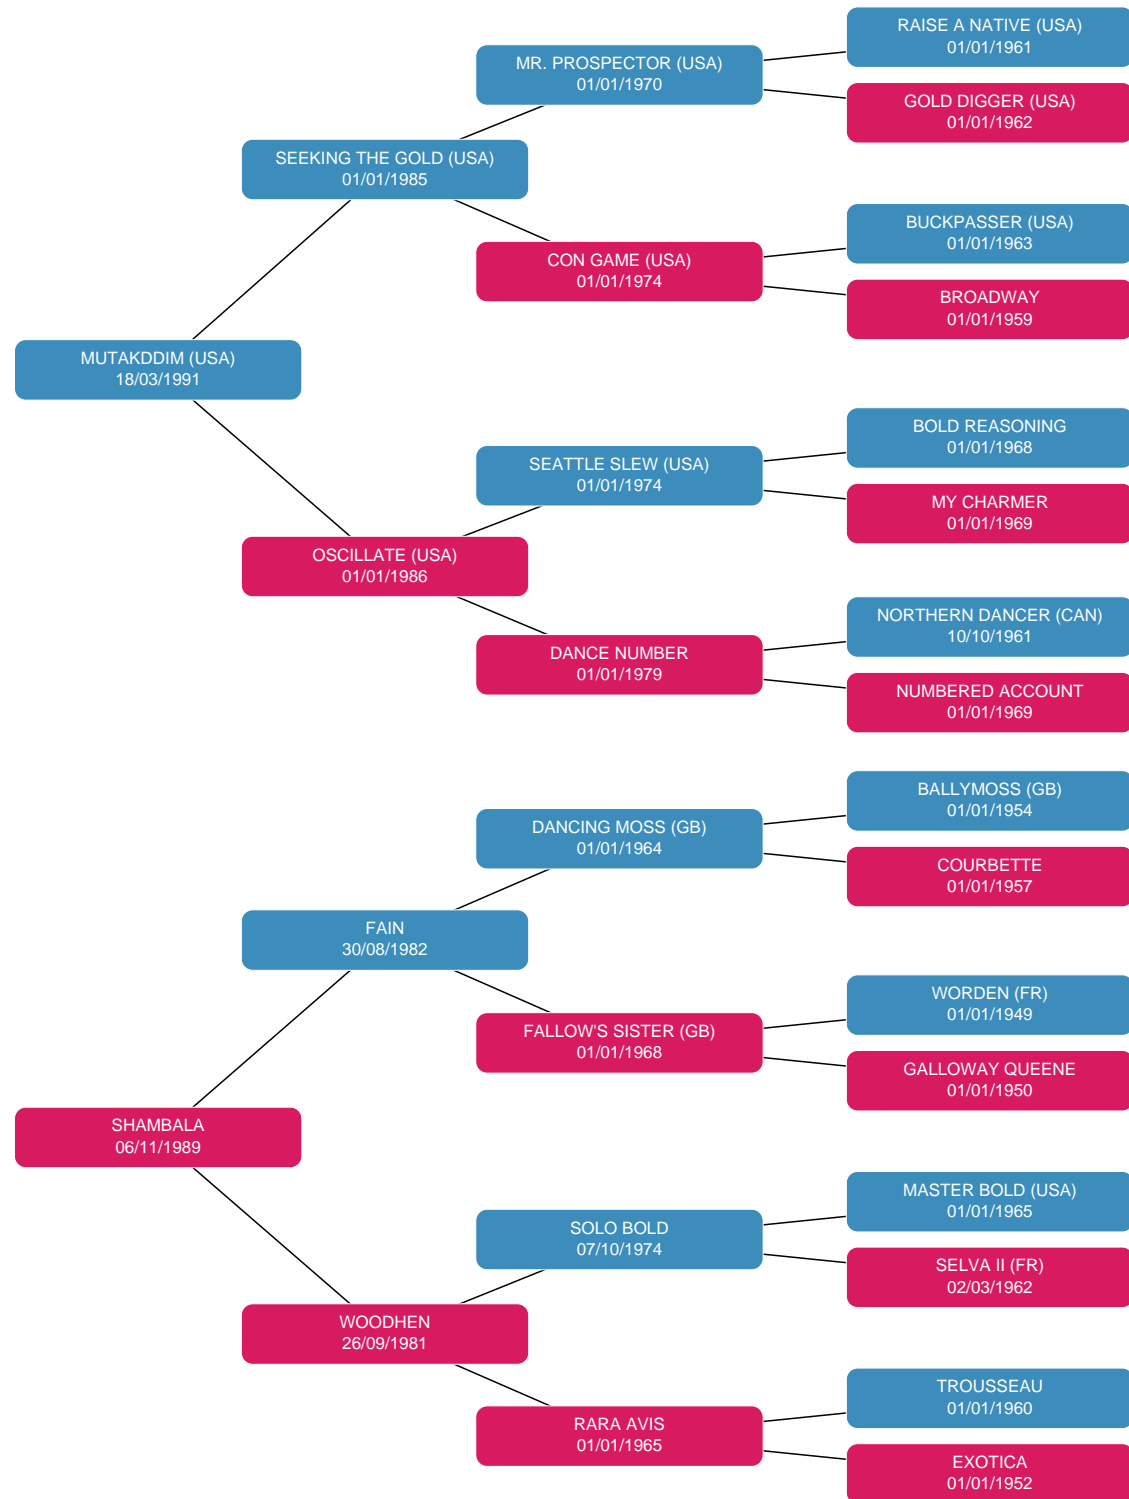 RAISE A NATIVE (USA)
01/01/1961
MR. PROSPECTOR (USA)
01/01/1970
GOLD DIGGER (USA)
01/01/1962
SEEKING THE GOLD (USA)
01/01/1985
BUCKPASSER (USA)
01/01/1963
CON GAME (USA)
01/01/1974
BROADWAY
01/01/1959
MUTAKDDIM (USA)
18/03/1991
BOLD REASONING
01/01/1968
SEATTLE SLEW (USA)
01/01/1974
MY CHARMER
01/01/1969
OSCILLATE (USA)
01/01/1986
NORTHERN DANCER (CAN)
10/10/1961
DANCE NUMBER
01/01/1979
NUMBERED ACCOUNT
01/01/1969
BALLYMOSS (GB)
01/01/1954
DANCING MOSS (GB)
01/01/1964
COURBETTE
01/01/1957
FAIN
30/08/1982
WORDEN (FR)
01/01/1949
FALLOW'S SISTER (GB)
01/01/1968
GALLOWAY QUEENE
01/01/1950
SHAMBALA
06/11/1989
MASTER BOLD (USA)
01/01/1965
SOLO BOLD
07/10/1974
SELVA II (FR)
02/03/1962
WOODHEN
26/09/1981
TROUSSEAU
01/01/1960
RARA AVIS
01/01/1965
EXOTICA
01/01/1952